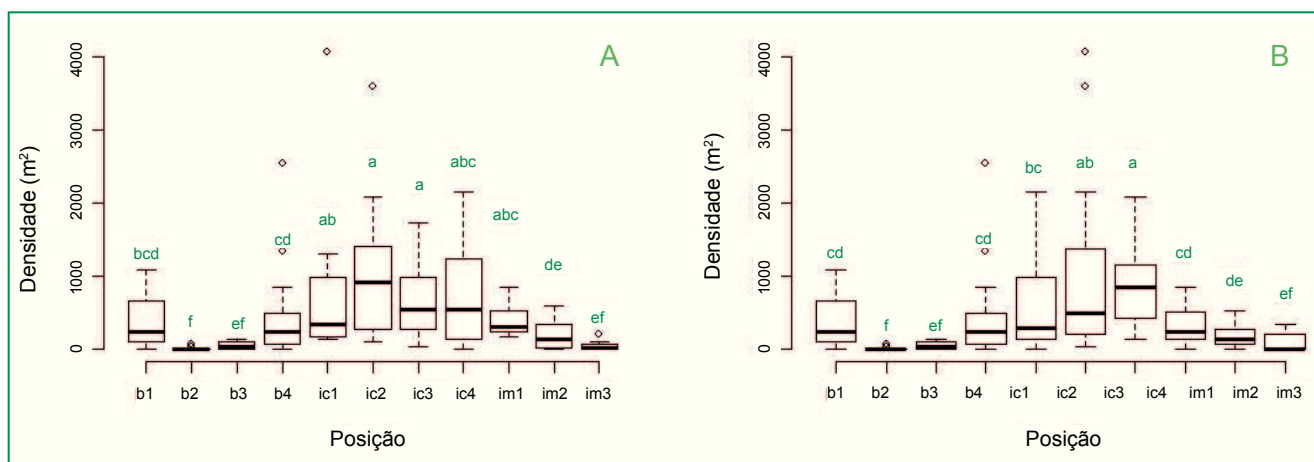 A
Densidade (m²)
4000
3000
2000
1000
0
bcd
f
ef
cd
ab
a
a
abc
abc
de
ef
b1 b2 b3 b4 ic1 ic2 ic3 ic4 im1 im2 im3
Posição
B
Densidade (m²)
4000
3000
2000
1000
0
cd
f
ef
cd
bc
ab
a
cd
de
ef
b1 b2 b3 b4 ic1 ic2 ic3 ic4 im1 im2 im3
Posição